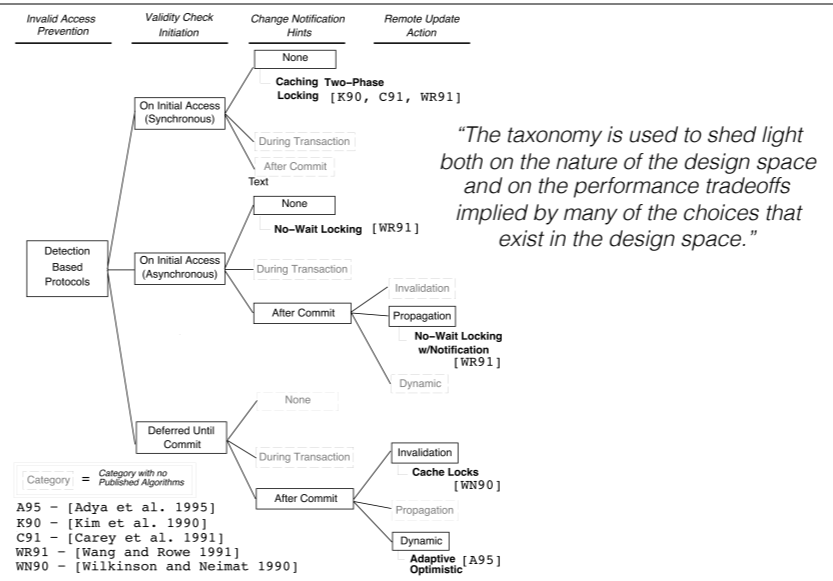 Invalid Access Prevention
Validity Check Initiation
Change Notification Hints
Remote Update Action
None
Caching Two–Phase
Locking [K90, C91, WR91]
On Initial Access
(Synchronous)
During Transaction
After Commit
Text
None
No–Wait Locking [WR91]
Detection
Based
Protocols
On Initial Access
(Asynchronous)
During Transaction
Invalidation
After Commit
Propagation
No–Wait Locking
w/Notification
[WR91]
Dynamic
None
Deferred Until
Commit
During Transaction
Invalidation
Cache Locks
[WN90]
After Commit
Propagation
Dynamic
Adaptive [A95]
Optimistic
Category = Category with no
Published Algorithms
A95 – [Adya et al. 1995]
K90 – [Kim et al. 1990]
C91 – [Carey et al. 1991]
WR91 – [Wang and Rowe 1991]
WN90 – [Wilkinson and Neimat 1990]
“The taxonomy is used to shed light
both on the nature of the design space
and on the performance tradeoffs
implied by many of the choices that
exist in the design space.”